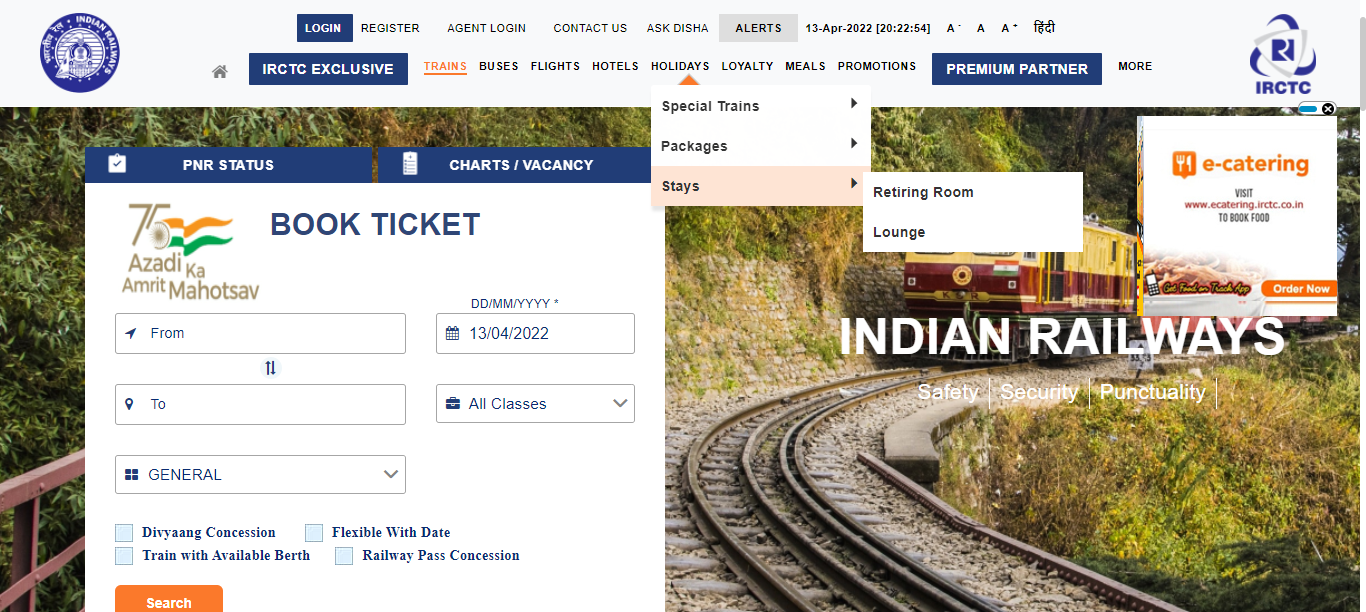 LOGIN REGISTER AGENT LOGIN CONTACT US ASK DISHA ALERTS 13-Apr-2022 [20:22:54] A - A A + हिंदी
INDIAN RAILWAYS
भारतीय रेल
IRCTC
IRCTC EXCLUSIVE TRAINS BUSES FLIGHTS HOTELS HOLIDAYS LOYALTY MEALS PROMOTIONS PREMIUM PARTNER MORE
Special Trains
Packages
Stays
Retiring Room
Lounge
PNR STATUS
CHARTS / VACANCY
75
Azadi Ka
Amrit Mahotsav
BOOK TICKET
DD/MM/YYYY *
From
13/04/2022
To
All Classes
GENERAL
Divyaang Concession
Flexible With Date
Train with Available Berth
Railway Pass Concession
Search
e-catering
VISIT
www.ecatering.irctc.co.in
TO BOOK FOOD
Get Food on Track App
Order Now
INDIAN RAILWAYS
Safety
Security
Punctuality